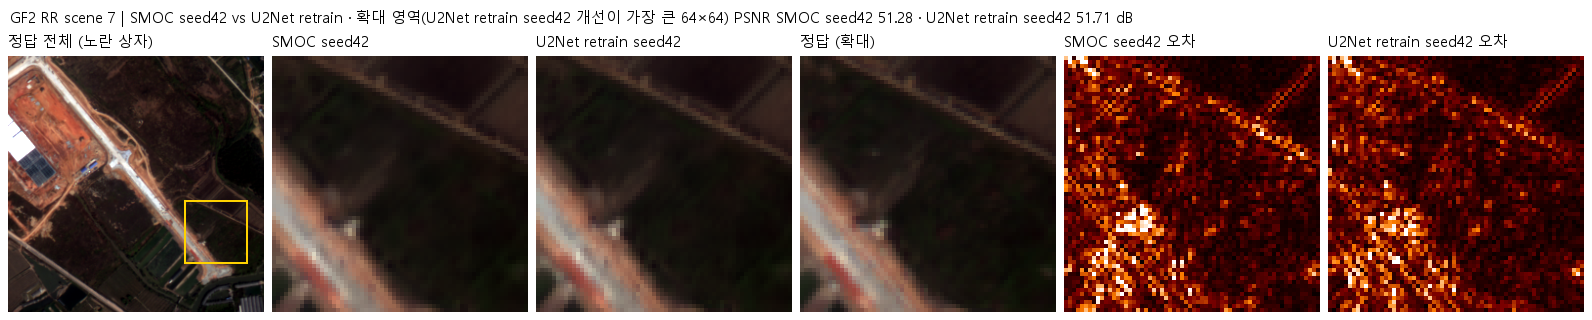 GF2 RR scene 7 | SMOC seed42 vs U2Net retrain · 확대 영역(U2Net retrain seed42 개선이 가장 큰 64×64) PSNR SMOC seed42 51.28 · U2Net retrain seed42 51.71 dB
정답 전체 (노란 상자)
SMOC seed42
U2Net retrain seed42
정답 (확대)
SMOC seed42 오차
U2Net retrain seed42 오차